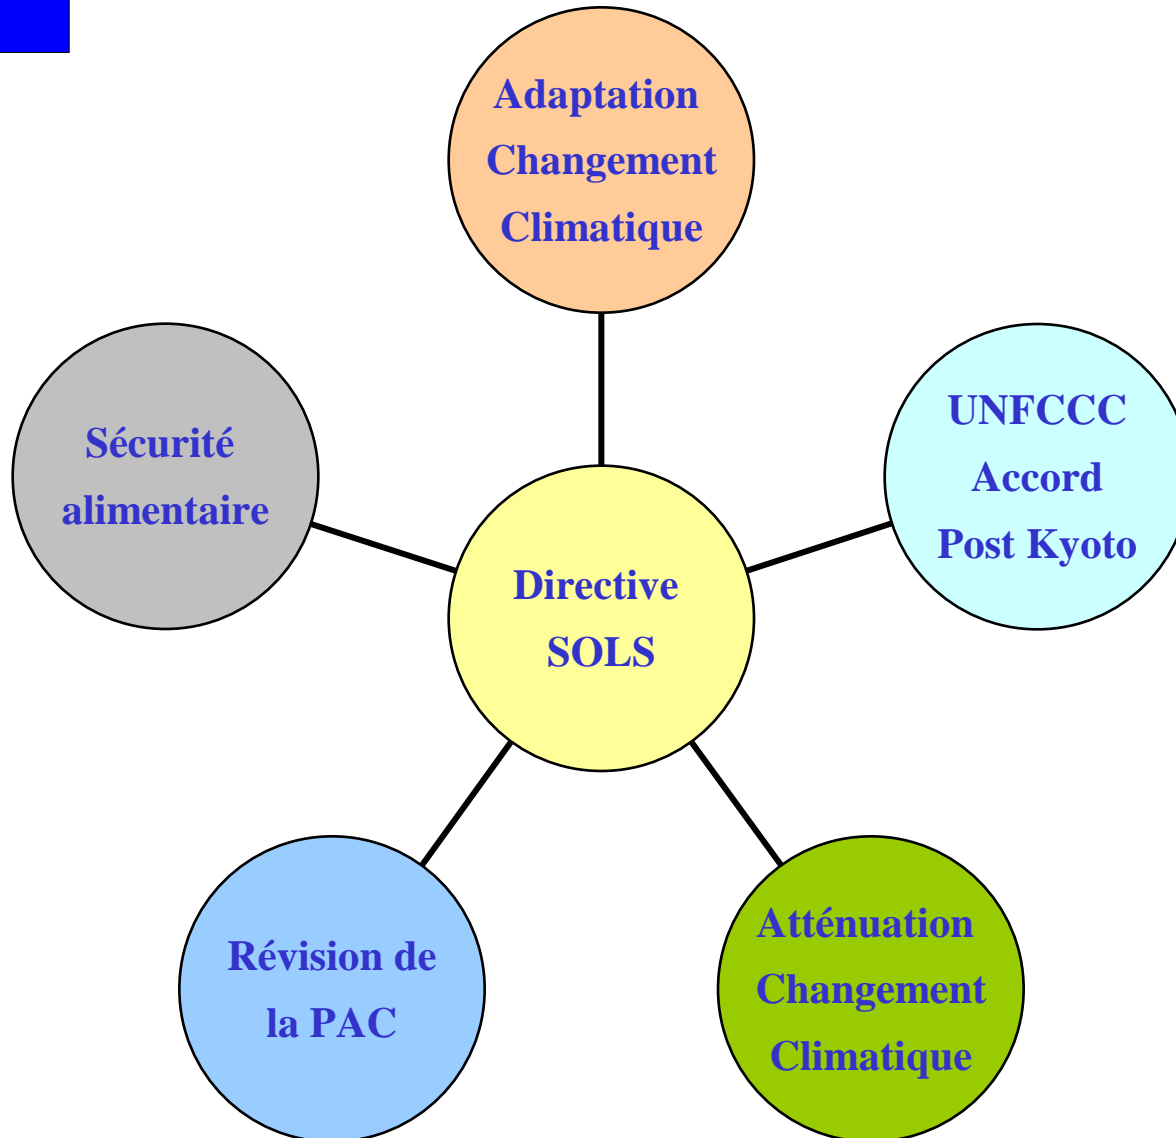 Adaptation
Changement
Climatique
Sécurité
alimentaire
UNFCCC
Accord
Post Kyoto
Directive
SOLS
Révision de
la PAC
Atténuation
Changement
Climatique